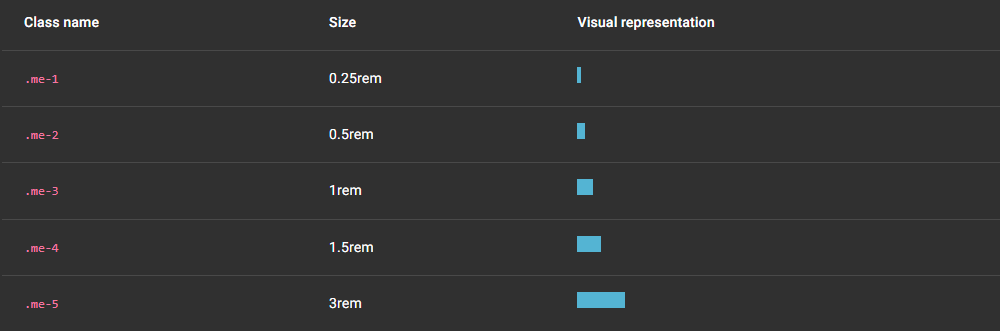 Class name Size Visual representation
.me-1 0.25rem
.me-2 0.5rem
.me-3 1rem
.me-4 1.5rem
.me-5 3rem